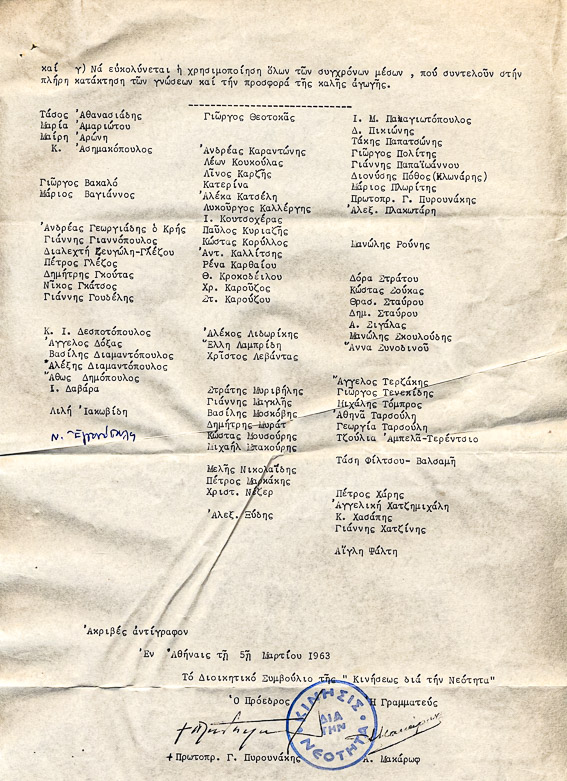 καί γ) Νά εὐκολύνεται ἡ χρησιμοποίηση ὅλων τῶν συγχρόνων μέσων , πού συντελοῦν στήν
πλήρη κατάκτηση τῶν γνώσεων καί τήν προσφορά τῆς καλῆς ἀγωγῆς.
Τάσος Ἀθανασιάδης
Μαρία Ἀμαριώτου
Μαίρη Ἀρώνη
Κ. Ἀσημακόπουλος
Γιῶργος Βακαλό
Μάριος Βαγιάννος
Ἀνδρέας Γεωργιάδης ὁ Κρής
Γιάννης Γιαννόπουλος
Διαλεχτή Ζευγώλη-Γλέζου
Πέτρος Γλέζος
Δημήτρης Γκούτας
Νίκος Γκάτσος
Γιάννης Γουδέλης
Κ. Ι. Δεσποτόπουλος
Ἄγγελος Δόξας
Βασίλης Διαμαντόπουλος
Ἀλέξης Διαμαντόπουλος
Ἄθως Δημόπουλος
Ι. Δαβάρα
Λιλή Ἰακωβίδη
Γιῶργος Θεοτοκᾶς
Ἀνδρέας Καραντώνης
Λέων Κουκούλας
Λῖνος Καρζῆς
Κατερίνα
Ἀλέκα Κατσέλη
Λυκοῦργος Καλλέργης
Ι. Κουτσοχέρας
Παῦλος Κυριαζῆς
Κώστας Κορύλλος
Ἀντ. Καλλίτσης
Ρένα Καρθαίου
Θ. Κροκοδείλου
Χρ. Καροῦζος
Στ. Καρούζου
Ἀλέκος Λιδωρίκης
Ἕλλη Λαμπρίδη
Χρῖστος Λεβάντας
Στράτης Μυριβήλης
Γιάννης Μαγκλῆς
Βασίλης Μοσκόβης
Δημήτρης Μυράτ
Κώστας Μουσούρης
Μιχαήλ Μπακούρης
Μελῆς Νικολαΐδης
Πέτρος Μαρκάκης
Χριστ. Νέζερ
Ἀλεξ. Ξύδης
Ι. Μ. Παναγιωτόπουλος
Δ. Πικιώνης
Τάκης Παπατσώνης
Γιῶργος Πολίτης
Γιάννης Παπαϊωάννου
Διονύσης Πόθος(Κλωνάρης)
Μάριος Πλωρίτης
Πρωτοπρ. Γ. Πυρουνάκης
Ἀλεξ. Πλακωτάρη
Μανώλης Ρούνης
Δόρα Στράτου
Κώστας Σούκας
Θρασ. Σταύρου
Δημ. Σταύρου
Α. Σιγάλας
Μανώλης Σκουλούδης
Ἄννα Συνοδινοῦ
Ἄγγελος Τερζάκης
Γιῶργος Τενεκίδης
Μιχάλης Τόμπρος
Ἀθηνᾶ Ταρσούλη
Γεωργία Ταρσούλη
Τζούλια Ἀμπελᾶ-Τερέντσιο
Τάση Φίλτσου- Βαλσαμῆ
Πέτρος Χάρης
Ἀγγελική Χατζημιχάλη
Κ. Χασάπης
Γιάννης Χατζίνης
Αἴγλη Ψάλτη
Ἀκριβές ἀντίγραφον
Ἐν Ἀθήναις τῇ 5ῃ Μαρτίου 1963
Τό Διοικητικό Συμβούλιο τῆς " Κινήσεως διά τήν Νεότητα"
Ὁ Πρόεδρος
Ἡ Γραμματεύς
ΚΙΝΗΣΙΣ
ΔΙΑ
ΤΗΝ
ΝΕΟΤΗΤΑ
+ Πρωτοπρ. Γ. Πυρουνάκης
Α. Μακάρωφ